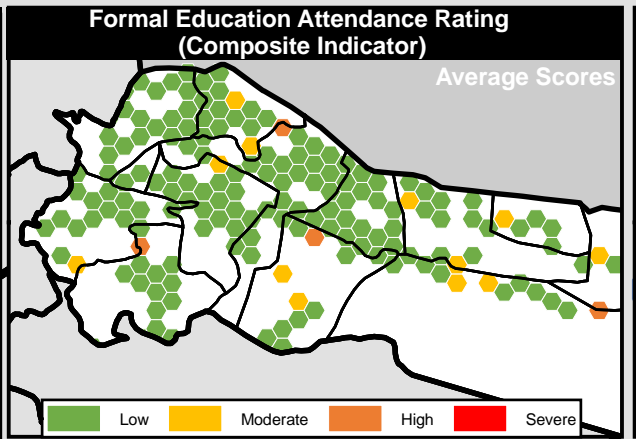 Formal Education Attendance Rating
(Composite Indicator)
Average Scores
Low
Moderate
High
Severe